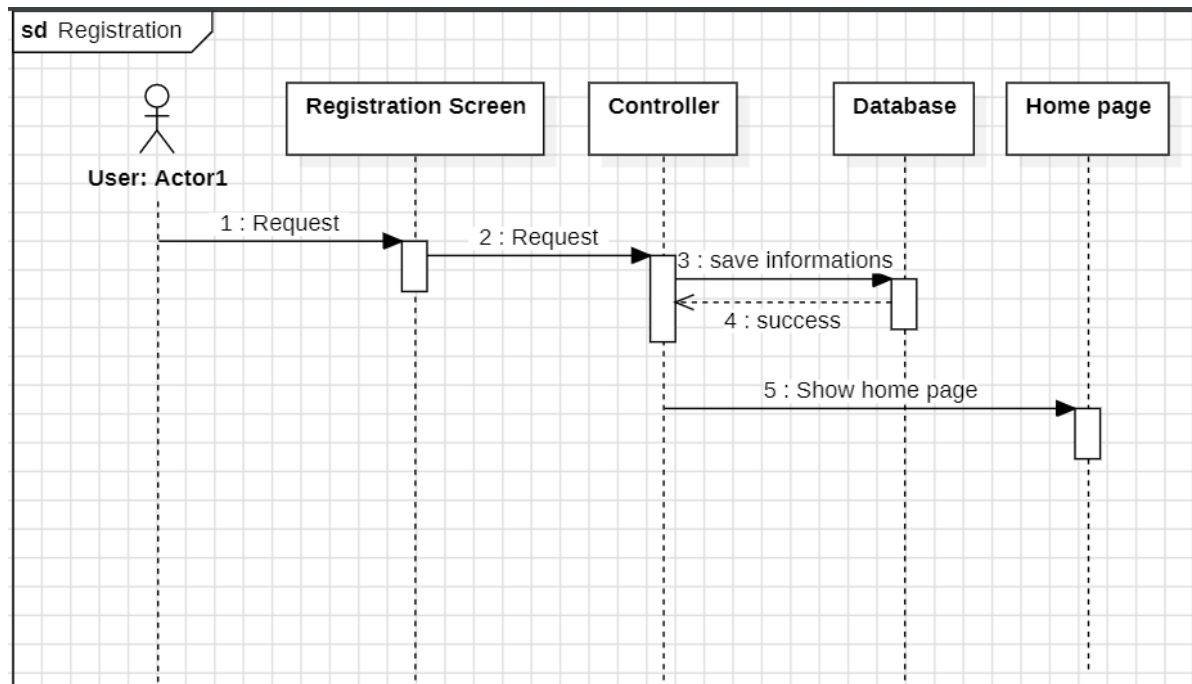 sd Registration
Registration Screen
Controller
Database
Home page
User: Actor1
1 : Request
2 : Request
3 : save informations
4 : success
5 : Show home page